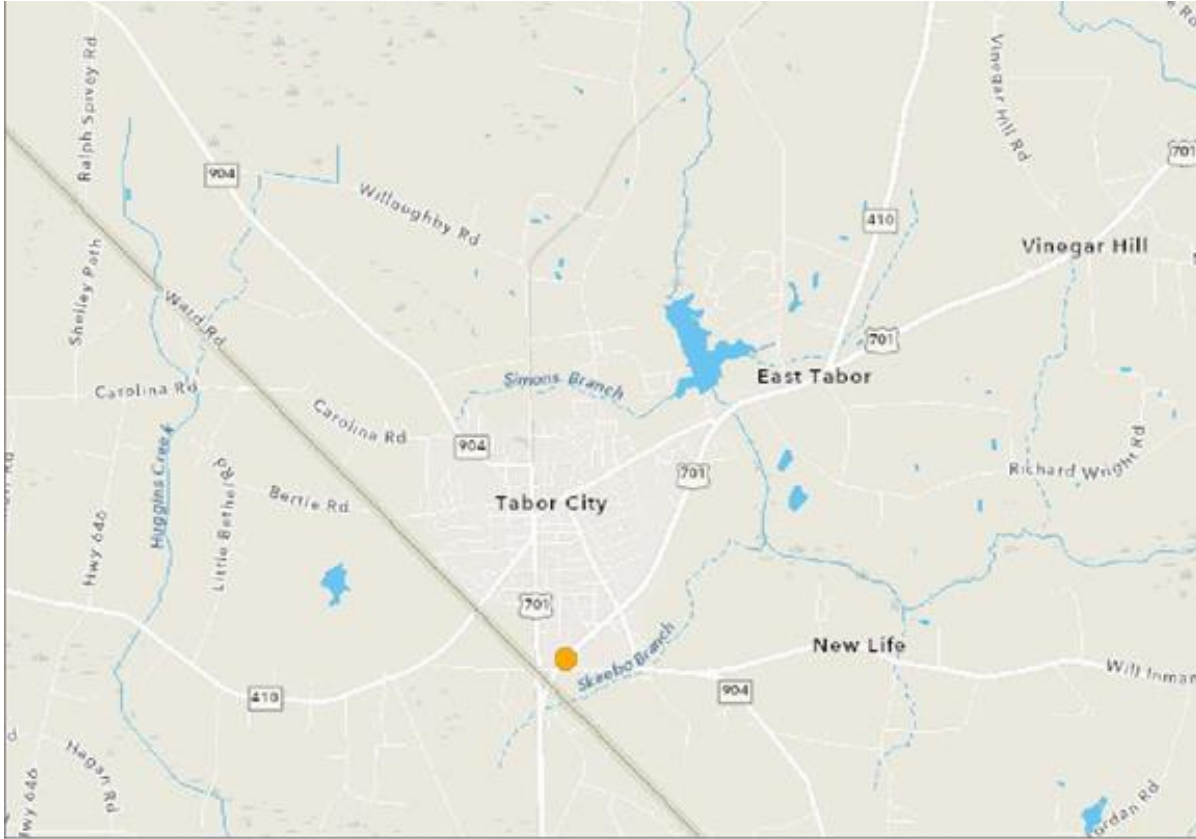 Ralph Spivey Rd
Vinegar Hill Rd
701
904
Willoughby Rd
410
Vinegar Hill
Shelley Path
Ward Rd
701
Simons Branch
East Tabor
Carolina Rd
Carolina Rd
904
701
Richard Wright Rd
Huggins Creek
Little Bethel Rd
Bertie Rd
Tabor City
Hwy 646
701
Skeebo Branch
New Life
Will Inman
904
410
Hagan Rd
Hwy 646
Jordan Rd